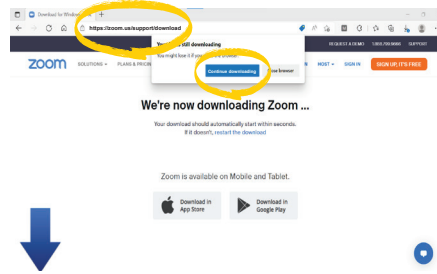 Download for Windows
https://zoom.us/support/download
still downloading
You might lose it if you
Continue downloading
browser
REQUEST A DEMO 1.888.799.9666 SUPPORT
zoom SOLUTIONS PLANS & PRICIN HOST SIGN IN SIGN UP, IT'S FREE
We're now downloading Zoom ...
Your download should automatically start within seconds.
If it doesn't, restart the download
Zoom is available on Mobile and Tablet.
Download in
App Store
Download in
Google Play